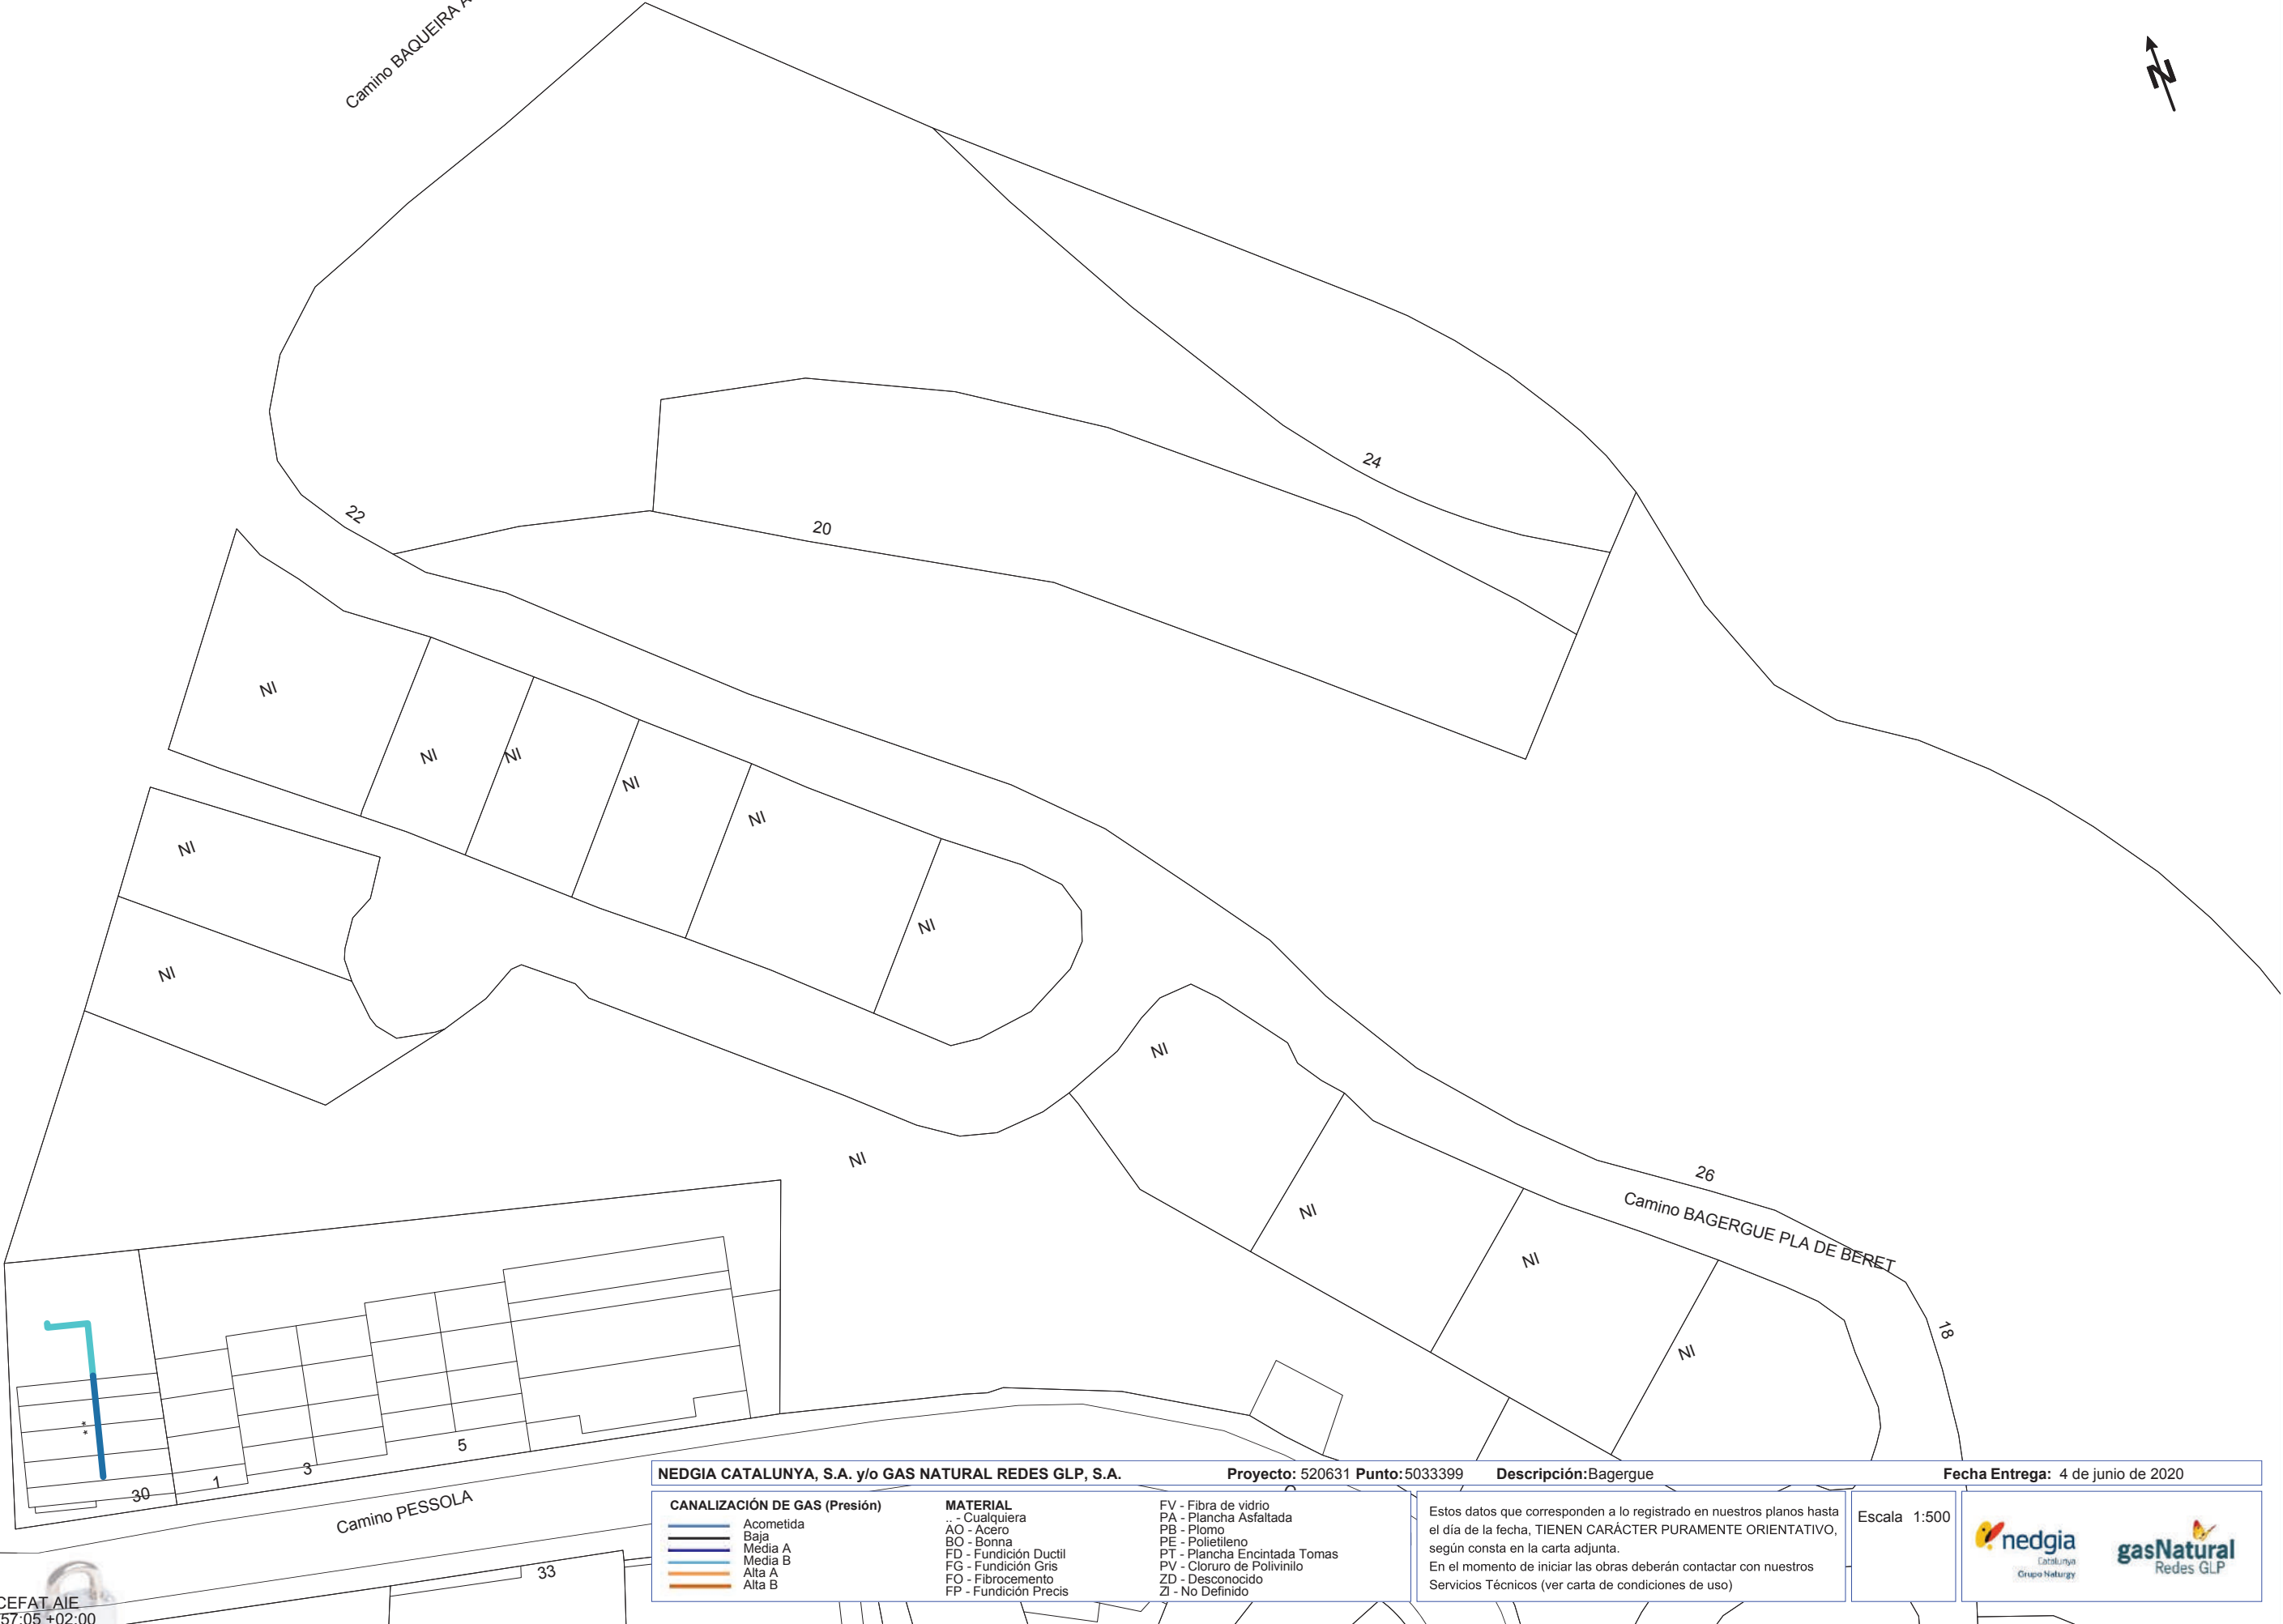 Camino BAQUEIRA A
N
24
22
20
NI
NI
NI
NI
NI
NI
NI
NI
NI
NI
NI
NI
NI
26
Camino BAGERGUE PLA DE BERET
18
* *
30
1
3
5
Camino PESSOLA
33
NEDGIA CATALUNYA, S.A. y/o GAS NATURAL REDES GLP, S.A. Proyecto: 520631 Punto:5033399 Descripción:Bagergue Fecha Entrega: 4 de junio de 2020
CANALIZACIÓN DE GAS (Presión)
Acometida
Baja
Media A
Media B
Alta A
Alta B
MATERIAL
.. - Cualquiera
AO - Acero
BO - Bonna
FD - Fundición Ductil
FG - Fundición Gris
FO - Fibrocemento
FP - Fundición Precis
FV - Fibra de vidrio
PA - Plancha Asfaltada
PB - Plomo
PE - Polietileno
PT - Plancha Encintada Tomas
PV - Cloruro de Polivinilo
ZD - Desconocido
ZI - No Definido
Estos datos que corresponden a lo registrado en nuestros planos hasta
el día de la fecha, TIENEN CARÁCTER PURAMENTE ORIENTATIVO,
según consta en la carta adjunta.
En el momento de iniciar las obras deberán contactar con nuestros
Servicios Técnicos (ver carta de condiciones de uso)
Escala 1:500
nedgia
Catalunya
Grupo Naturgy
gasNatural
Redes GLP
CEFAT AIE
57:05 +02:00